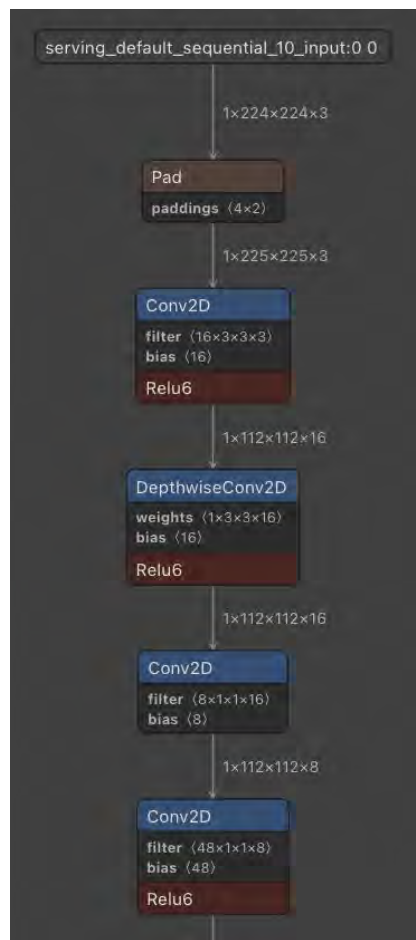 serving_default_sequential_10_input:0 0
1×224×224×3
Pad
paddings ⟨4×2⟩
1×225×225×3
Conv2D
filter ⟨16×3×3×3⟩
bias ⟨16⟩
Relu6
1×112×112×16
DepthwiseConv2D
weights ⟨1×3×3×16⟩
bias ⟨16⟩
Relu6
1×112×112×16
Conv2D
filter ⟨8×1×1×16⟩
bias ⟨8⟩
1×112×112×8
Conv2D
filter ⟨48×1×1×8⟩
bias ⟨48⟩
Relu6